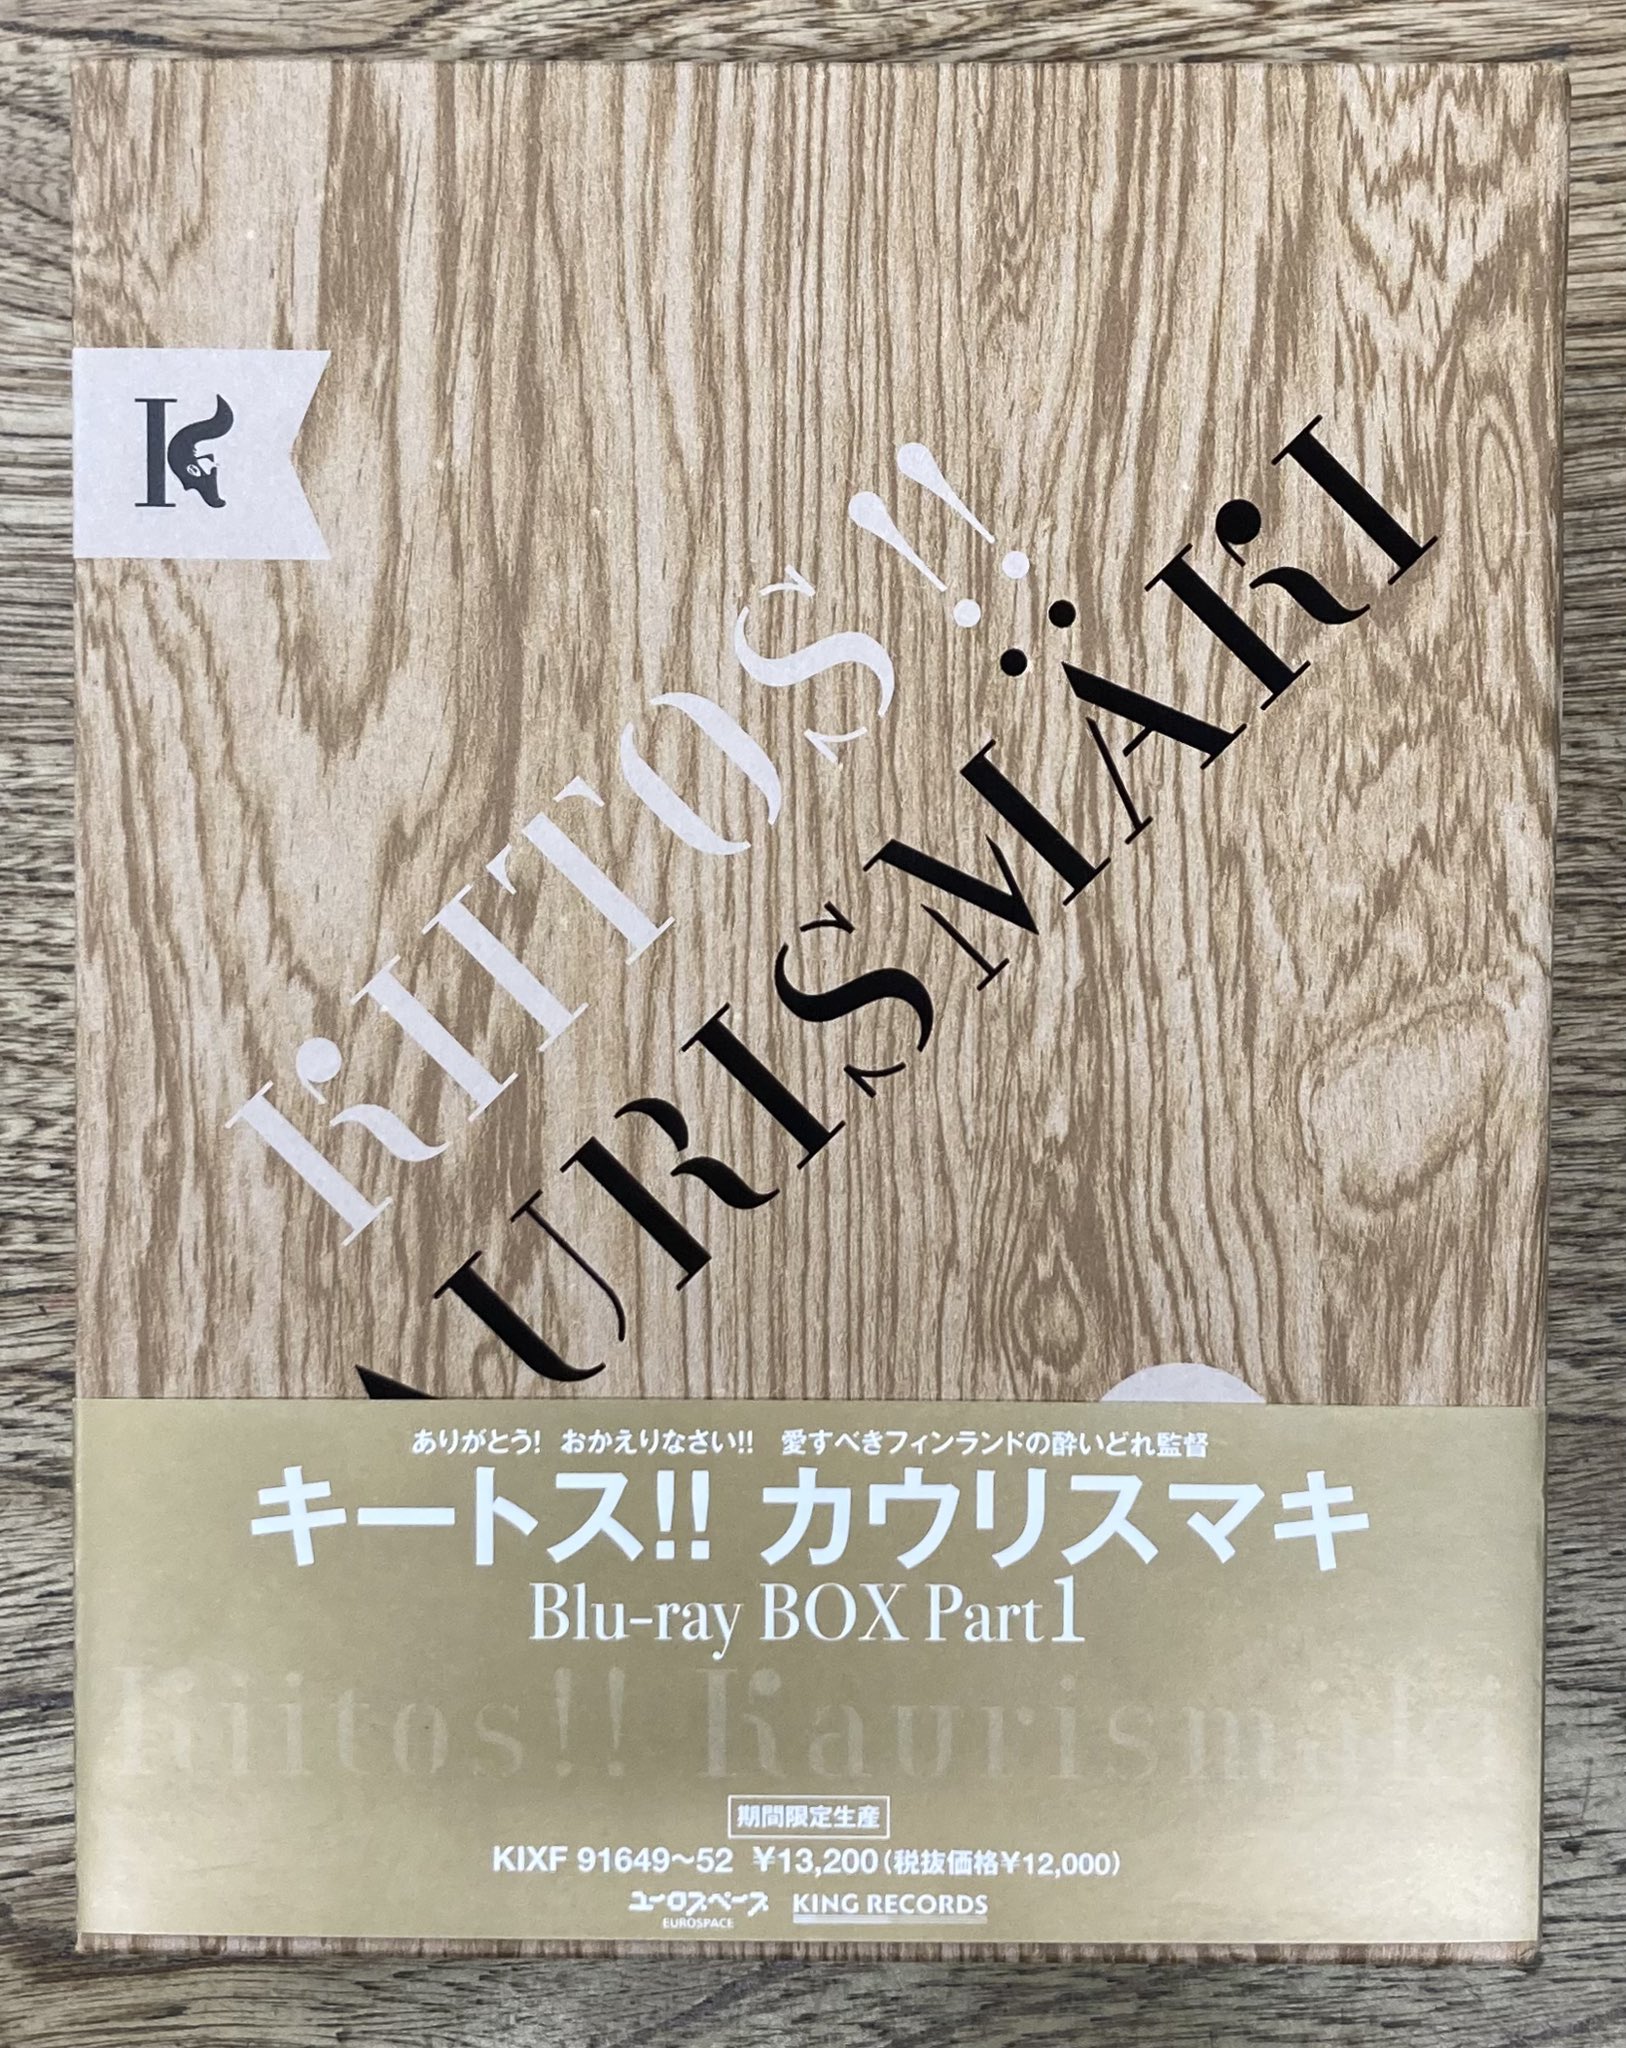 K
KIITOS!!
AURISMÄKI
ありがとう! おかえりなさい!! 愛すべきフィンランドの酔いどれ監督
キートス!! カウリスマキ
Blu-ray BOX Part1
Kiitos!! Kaurismäki
期間限定生産
KIXF 91649〜52 ¥13,200(税抜価格¥12,000)
ユーロスペース KING RECORDS
EUROSPACE